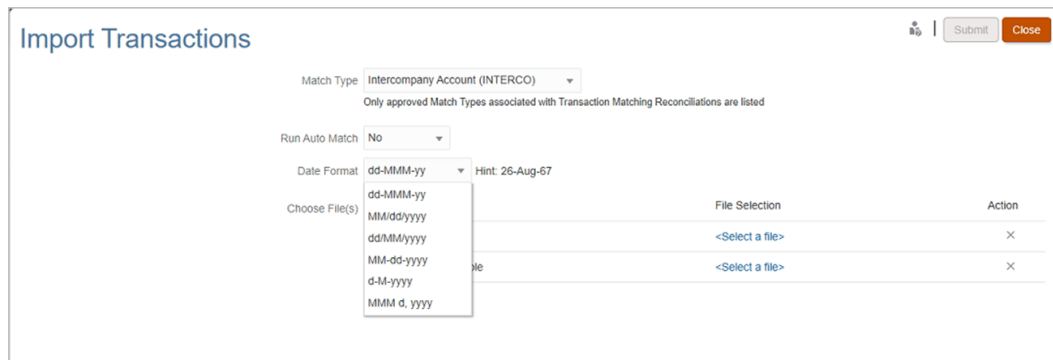 Import Transactions
Submit
Close
Match Type Intercompany Account (INTERCO)
Only approved Match Types associated with Transaction Matching Reconciliations are listed
Run Auto Match No
Date Format dd-MMM-yy Hint: 26-Aug-67
dd-MMM-yy
MM/dd/yyyy
dd/MM/yyyy
MM-dd-yyyy
d-M-yyyy
MMM d, yyyy
Choose File(s)
File Selection Action
<Select a file>
<Select a file>